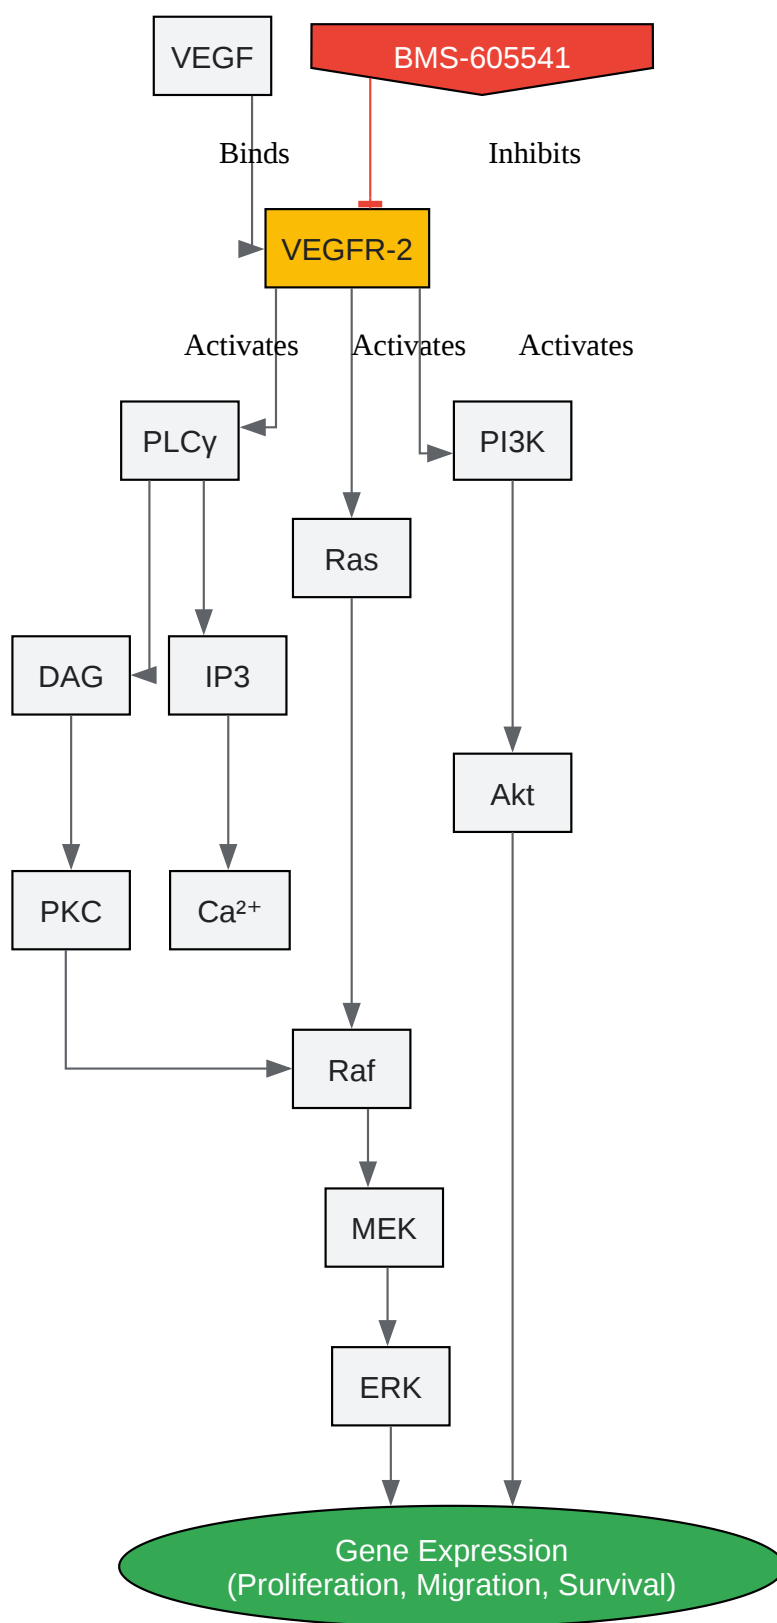 VEGF
BMS-605541
Binds
Inhibits
VEGFR-2
Activates
Activates
Activates
PLCγ
PI3K
Ras
DAG
IP3
Akt
PKC
Ca²⁺
Raf
MEK
ERK
Gene Expression
(Proliferation, Migration, Survival)